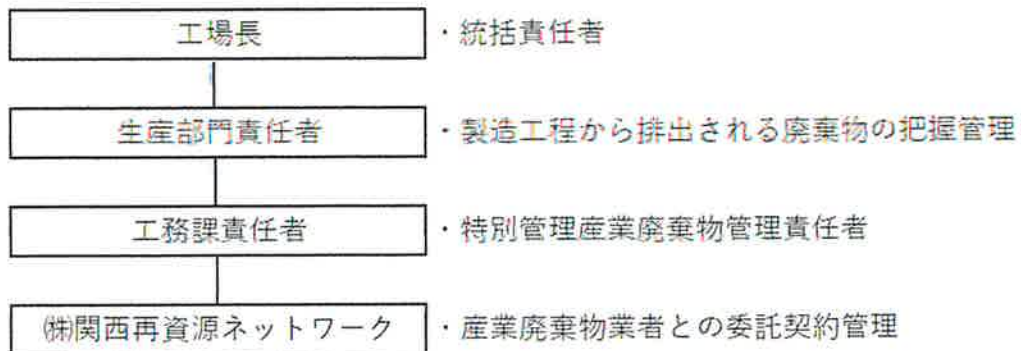 工場長 ・統括責任者
生産部門責任者 ・製造工程から排出される廃棄物の把握管理
工務課責任者 ・特別管理産業廃棄物管理責任者
㈱関西再資源ネットワーク ・産業廃棄物業者との委託契約管理